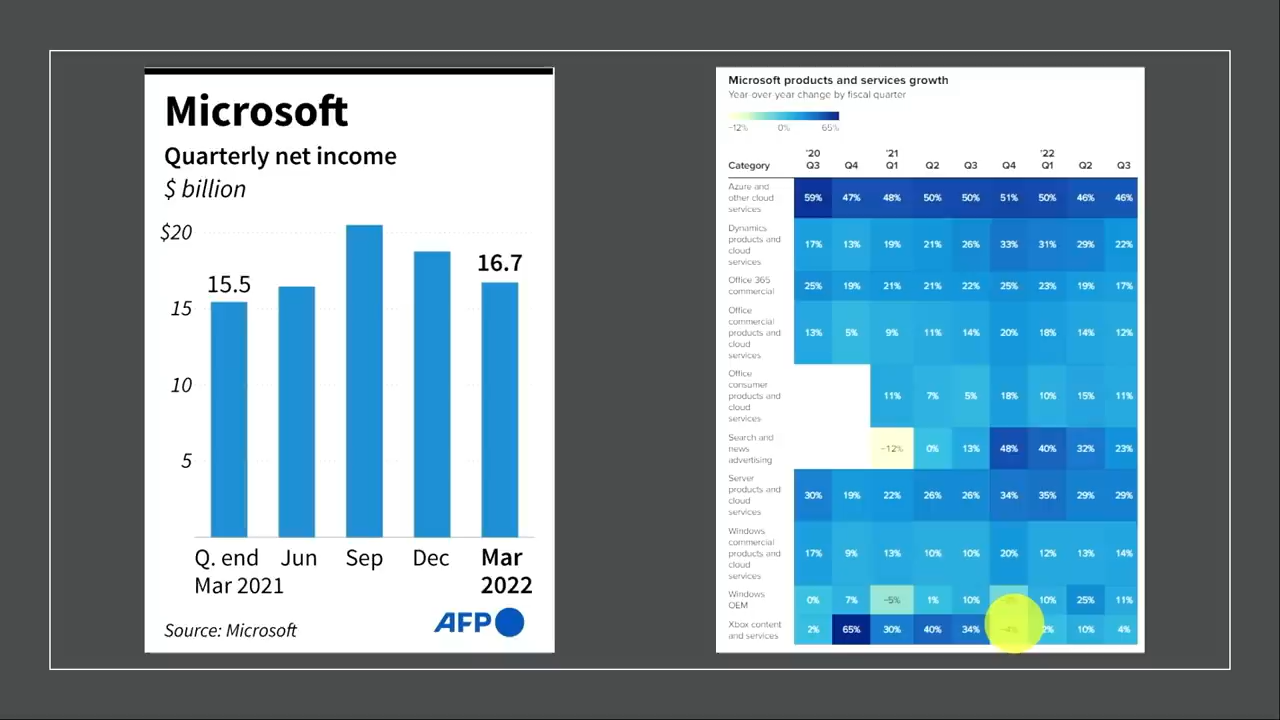 Microsoft
Quarterly net income
$ billion
$20
15
10
5
15.5
16.7
Q. end Jun Sep Dec Mar
Mar 2021 2022
Source: Microsoft
AFP
Microsoft products and services growth
Year-over-year change by fiscal quarter
-12% 0% 65%
'20 '21 '22
Category Q3 Q4 Q1 Q2 Q3 Q4 Q1 Q2 Q3
Azure and
other cloud
services
59% 47% 48% 50% 50% 51% 50% 46% 46%
Dynamics
products and
cloud
services
17% 13% 19% 21% 26% 33% 31% 29% 22%
Office 365
commercial
25% 19% 21% 21% 22% 25% 23% 19% 17%
Office
commercial
products and
cloud
services
13% 5% 9% 11% 14% 20% 18% 14% 12%
Office
consumer
products and
cloud
services
11% 7% 5% 18% 10% 15% 11%
Search and
news
advertising
-12% 0% 13% 48% 40% 32% 23%
Server
products and
cloud
services
30% 19% 22% 26% 26% 34% 35% 29% 29%
Windows
commercial
products and
cloud
services
17% 9% 13% 10% 10% 20% 12% 13% 14%
Windows
OEM
0% 7% -5% 1% 10% 10% 25% 11%
Xbox content
and services
2% 65% 30% 40% 34% -4% 2% 10% 4%